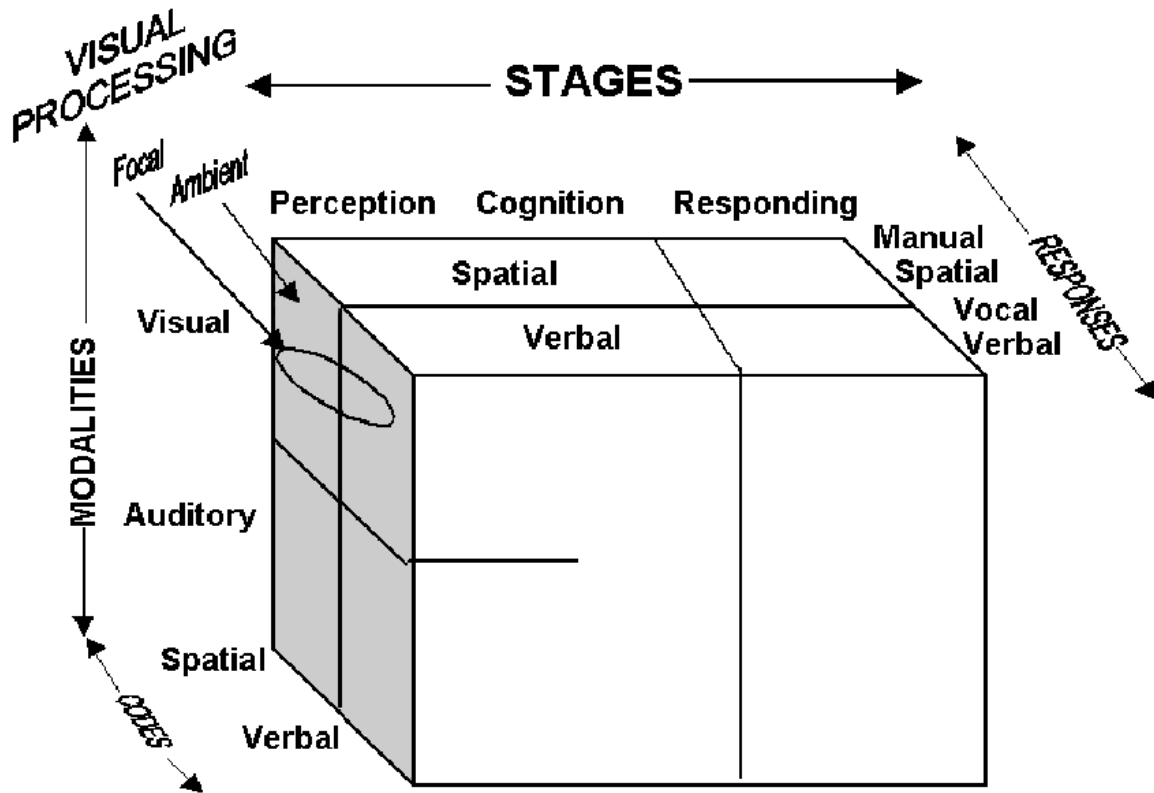 VISUAL
PROCESSING
STAGES
Focal
Ambient
Perception Cognition Responding
Manual
Spatial
Spatial
Vocal
Verbal
Verbal
RESPONSES
Visual
MODALITIES
Auditory
Spatial
CODES
Verbal